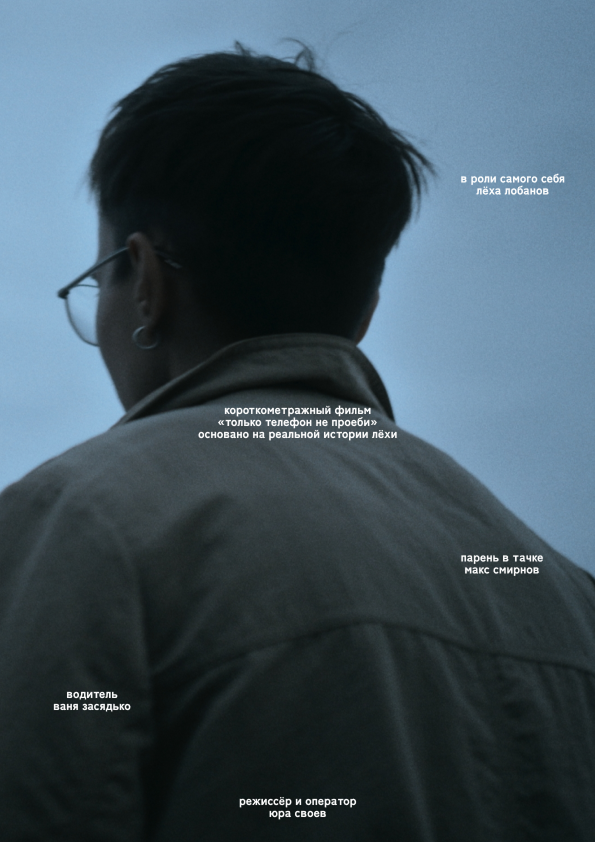 в роли самого себя
лёха лобанов
короткометражный фильм
«только телефон не проеби»
основано на реальной истории лёхи
парень в тачке
макс смирнов
водитель
ваня засядько
режиссёр и оператор
юра своев